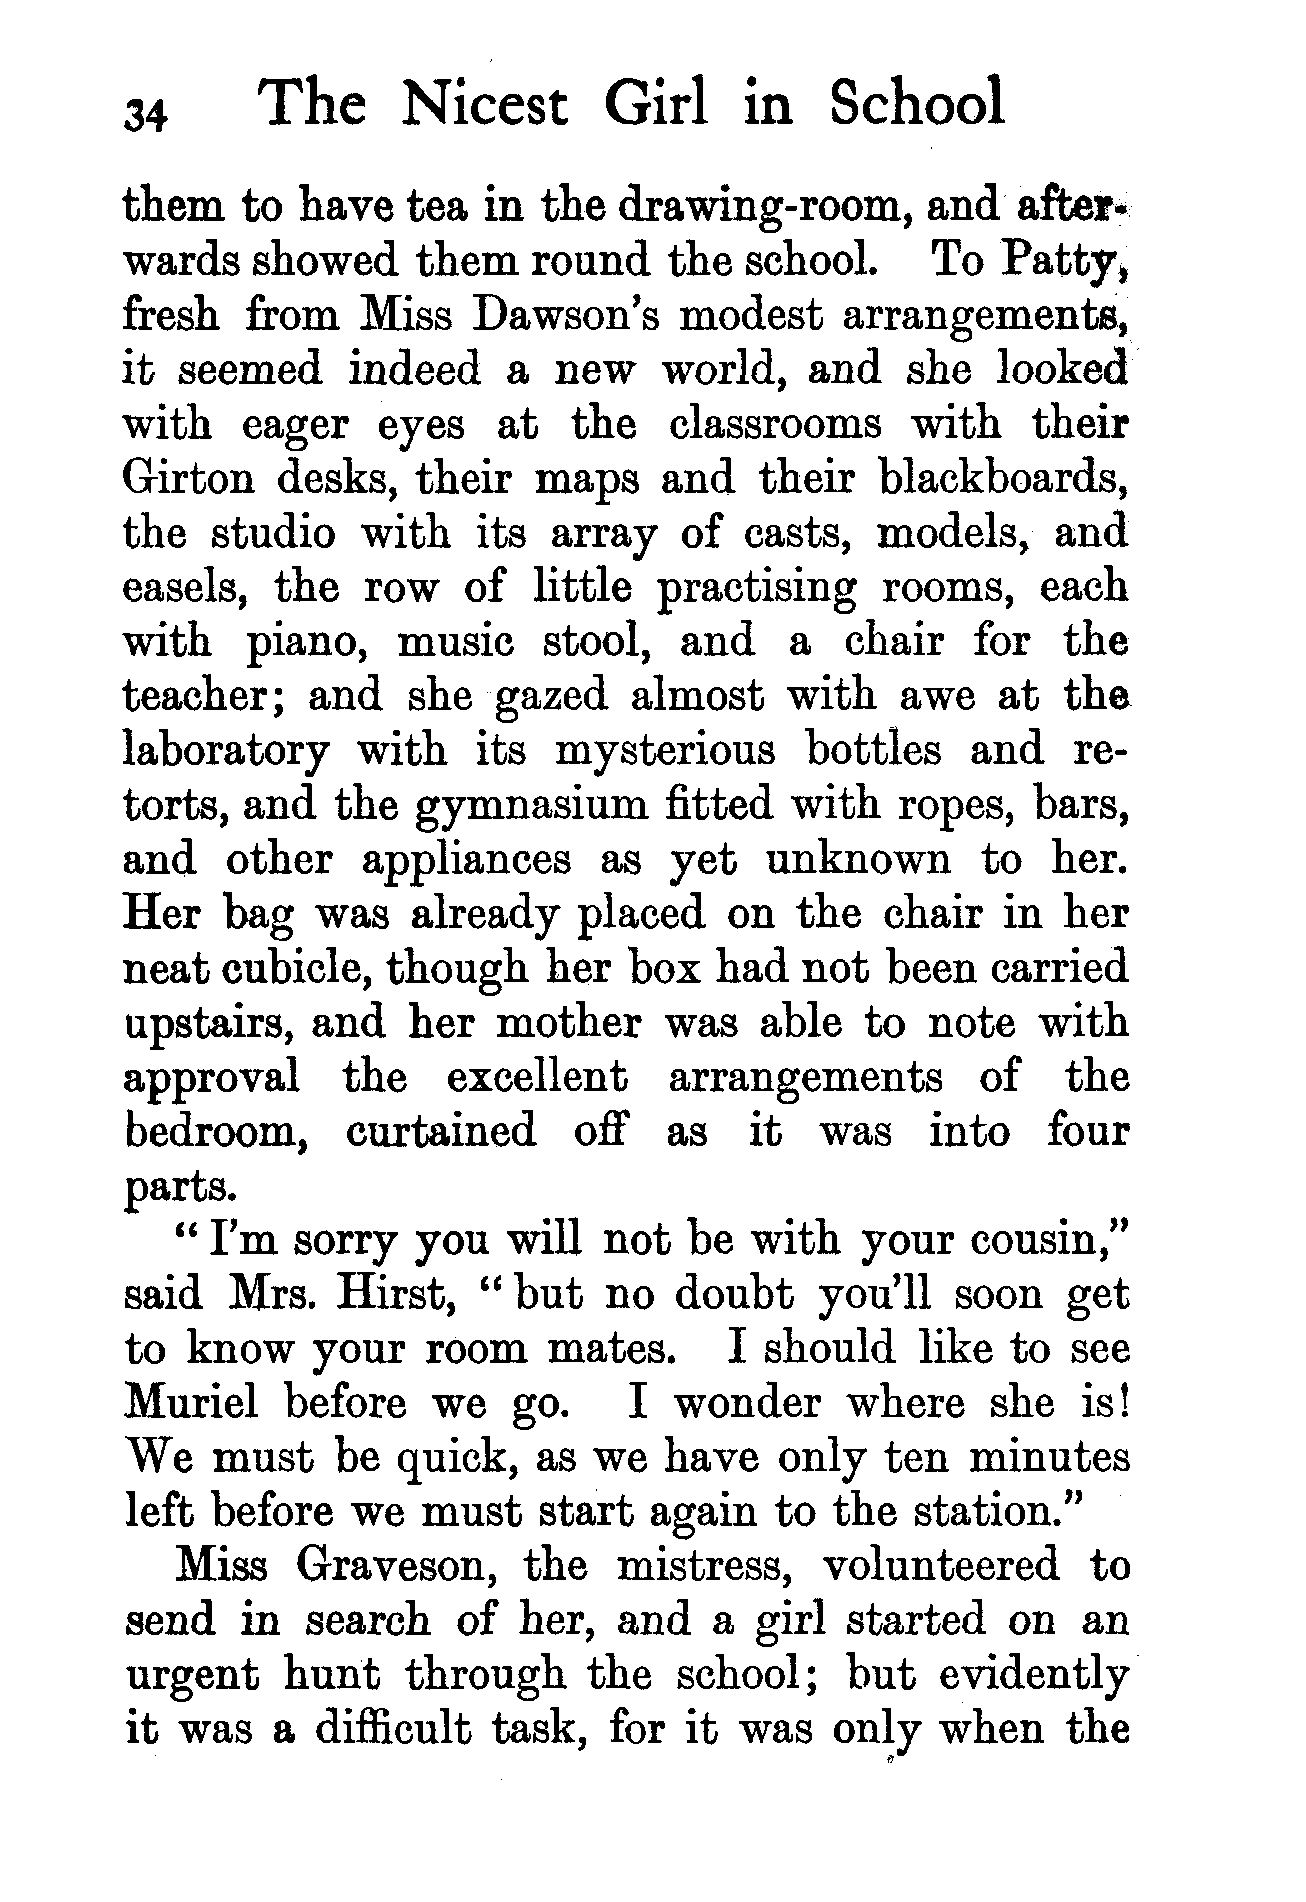 34 The Nicest Girl in School
them to have tea in the drawing-room, and after-
wards showed them round the school. To Patty,
fresh from Miss Dawson's modest arrangements,
it seemed indeed a new world, and she looked
with eager eyes at the classrooms with their
Girton desks, their maps and their blackboards,
the studio with its array of casts, models, and
easels, the row of little practising rooms, each
with piano, music stool, and a chair for the
teacher; and she gazed almost with awe at the
laboratory with its mysterious bottles and re-
torts, and the gymnasium fitted with ropes, bars,
and other appliances as yet unknown to her.
Her bag was already placed on the chair in her
neat cubicle, though her box had not been carried
upstairs, and her mother was able to note with
approval the excellent arrangements of the
bedroom, curtained off as it was into four
parts.
"I'm sorry you will not be with your cousin,"
said Mrs. Hirst, "but no doubt you'll soon get
to know your room mates. I should like to see
Muriel before we go. I wonder where she is!
We must be quick, as we have only ten minutes
left before we must start again to the station."
Miss Graveson, the mistress, volunteered to
send in search of her, and a girl started on an
urgent hunt through the school; but evidently
it was a difficult task, for it was only when the